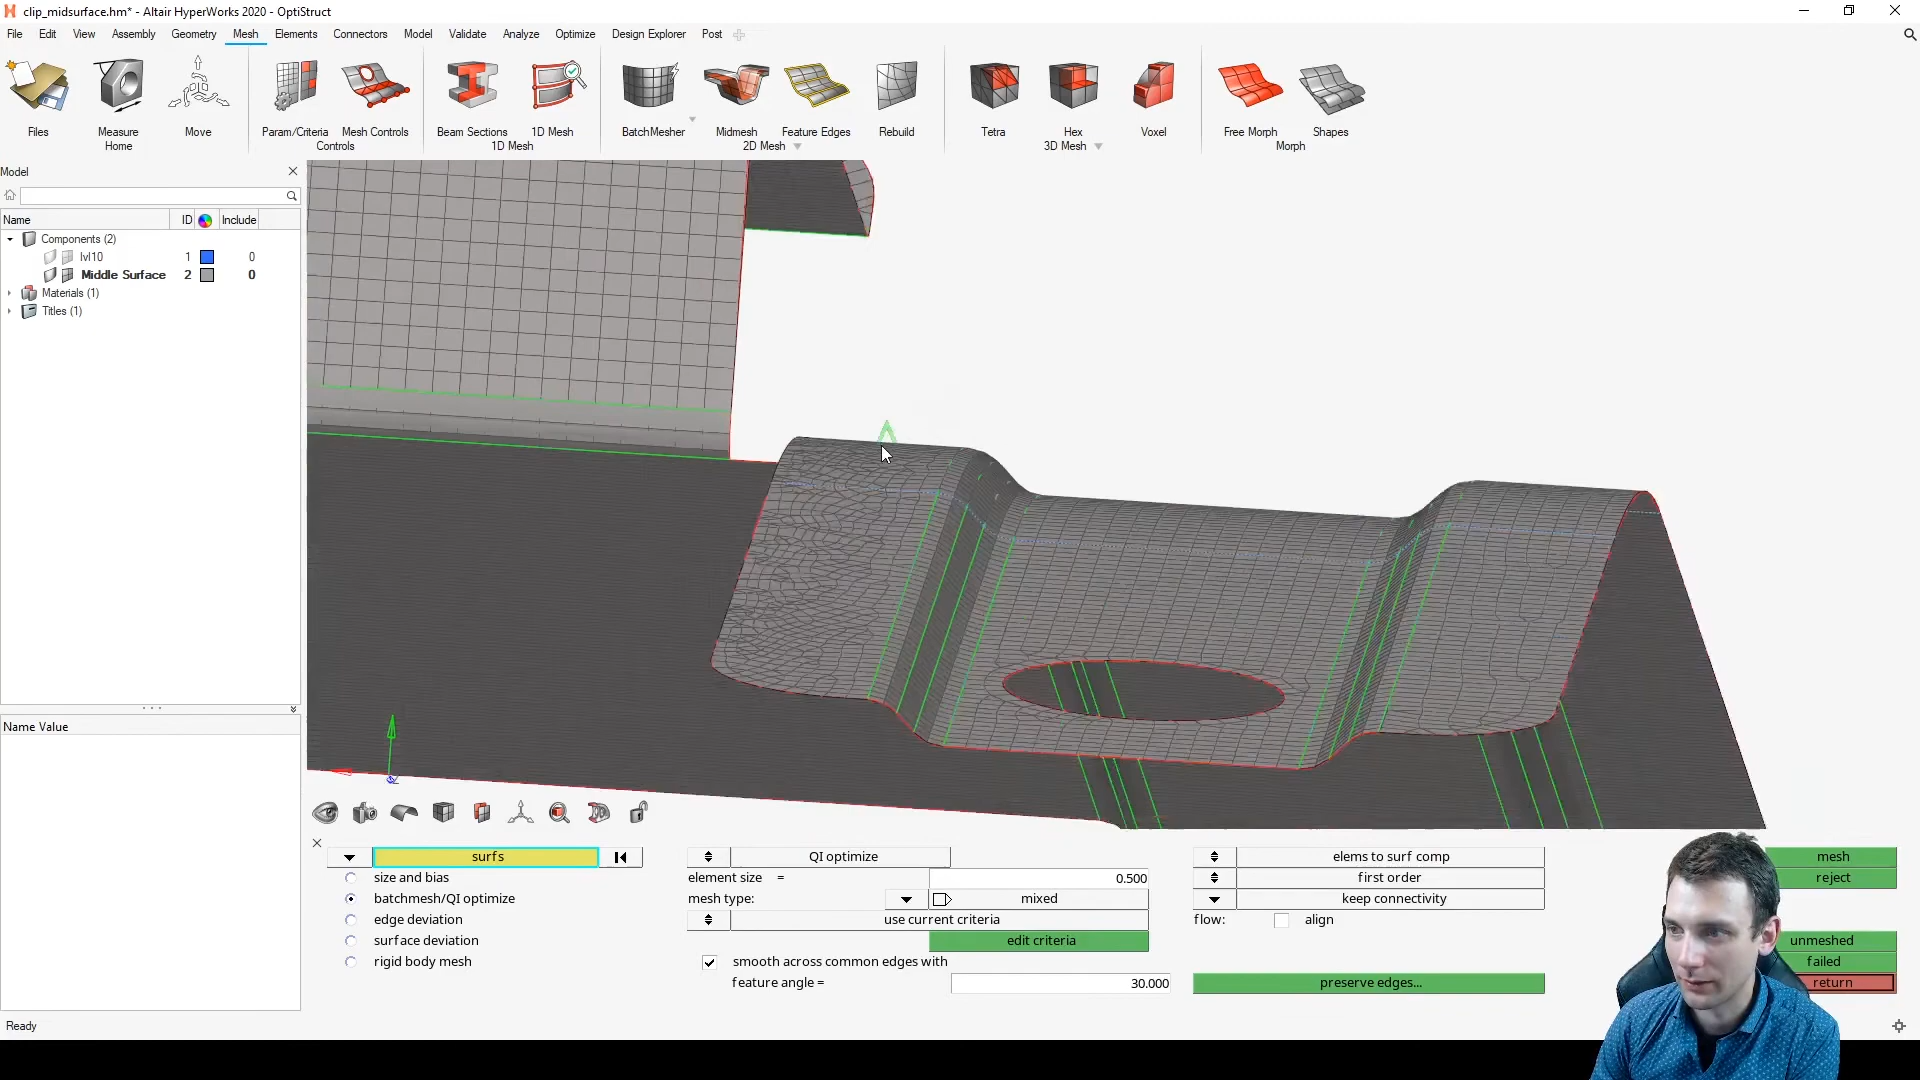 clip_midsurface.hm* - Altair HyperWorks 2020 - OptiStruct
File Edit View Assembly Geometry Mesh Elements Connectors Model Validate Analyze Optimize Design Explorer Post
Files Measure Move Param/Criteria Mesh Controls Beam Sections 1D Mesh BatchMesher Midmesh Feature Edges Rebuild Tetra Hex Voxel Free Morph Shapes
Home Controls 1D Mesh 2D Mesh 3D Mesh Morph
Model
Name ID Include
Components (2)
lvl10 1 0
Middle Surface 2 0
Materials (1)
Titles (1)
Name Value
surfs QI optimize elems to surf comp mesh
size and bias element size = 0.500 first order reject
batchmesh/QI optimize mesh type: mixed keep connectivity
edge deviation use current criteria flow: align
surface deviation edit criteria unmeshed
rigid body mesh smooth across common edges with failed
feature angle = 30.000 preserve edges... return
Ready